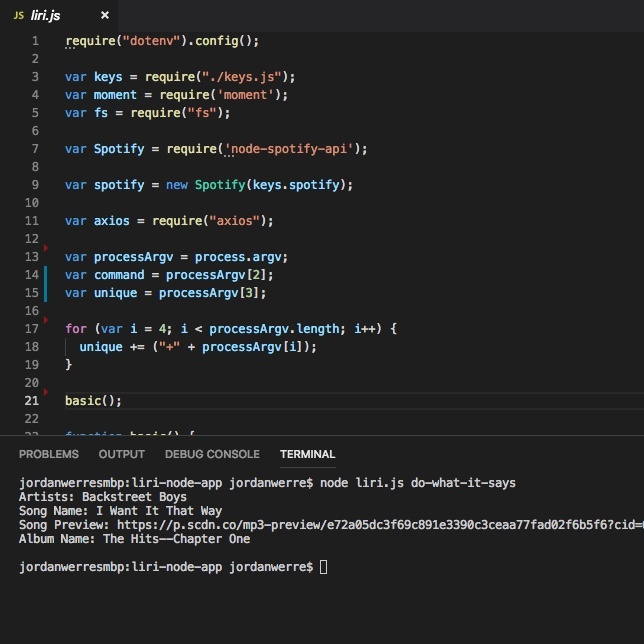 JS liri.js ×
1 require("dotenv").config();
2
3 var keys = require("./keys.js");
4 var moment = require('moment');
5 var fs = require("fs");
6
7 var Spotify = require('node-spotify-api');
8
9 var spotify = new Spotify(keys.spotify);
10
11 var axios = require("axios");
12
13 var processArgv = process.argv;
14 var command = processArgv[2];
15 var unique = processArgv[3];
16
17 for (var i = 4; i < processArgv.length; i++) {
18 unique += ("+" + processArgv[i]);
19 }
20
21 basic();
22
23 function basic() {
PROBLEMS OUTPUT DEBUG CONSOLE TERMINAL
jordanwerresmbp:liri-node-app jordanwerre$ node liri.js do-what-it-says
Artists: Backstreet Boys
Song Name: I Want It That Way
Song Preview: https://p.scdn.co/mp3-preview/e72a05dc3f69c891e3390c3ceaa77fad02f6b5f6?cid=
Album Name: The Hits--Chapter One
jordanwerresmbp:liri-node-app jordanwerre$